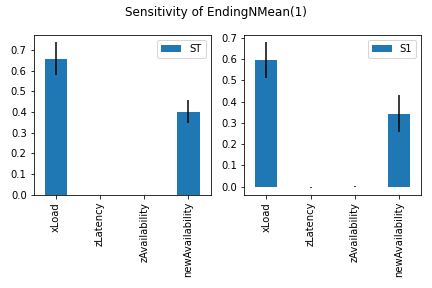 Sensitivity of EndingNMean(1)
0.7
0.6
0.5
0.4
0.3
0.2
0.1
0.0
ST
xLoad
zLatency
zAvailability
newAvailability
0.7
0.6
0.5
0.4
0.3
0.2
0.1
0.0
S1
xLoad
zLatency
zAvailability
newAvailability